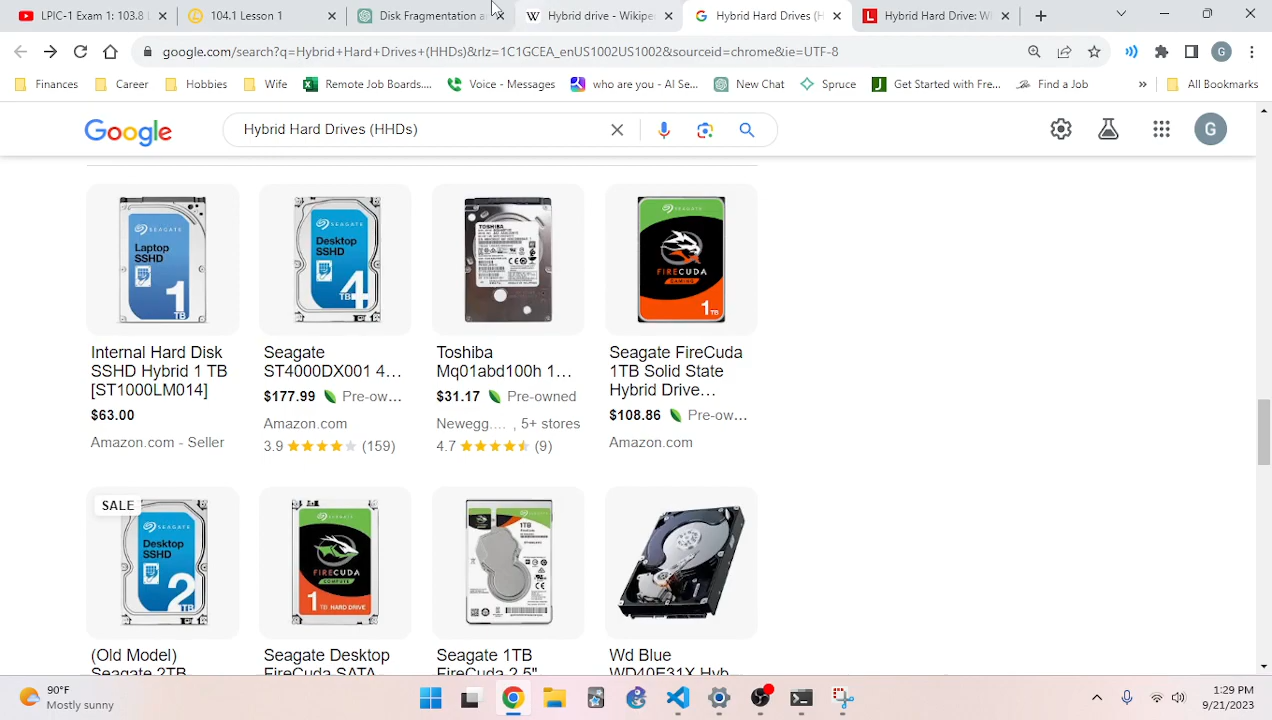 LPIC-1 Exam 1: 103.8 L
104.1 Lesson 1
Disk Fragmentation a
Hybrid drive - Wikipe
Hybrid Hard Drives (H
Hybrid Hard Drive: W
google.com/search?q=Hybrid+Hard+Drives+(HHDs)&rlz=1C1GCEA_enUS1002US1002&sourceid=chrome&ie=UTF-8
G
Finances
Career
Hobbies
Wife
Remote Job Boards....
Voice - Messages
who are you - AI Se...
New Chat
Spruce
Get Started with Fre...
Find a Job
»
All Bookmarks
Google
Hybrid Hard Drives (HHDs)
G
SEAGATE
Laptop
SSHD
1
TB
SEAGATE
Desktop
SSHD
4
TB
TOSHIBA
SEAGATE
FIRECUDA
GAMING
1TB
Internal Hard Disk
SSHD Hybrid 1 TB
[ST1000LM014]
$63.00
Amazon.com - Seller
Seagate
ST4000DX001 4...
$177.99 Pre-ow...
Amazon.com
3.9 (159)
Toshiba
Mq01abd100h 1...
$31.17 Pre-owned
Newegg.... , 5+ stores
4.7 (9)
Seagate FireCuda
1TB Solid State
Hybrid Drive...
$108.86 Pre-ow...
Amazon.com
SALE
SEAGATE
Desktop
SSHD
2
TB
SEAGATE
FIRECUDA
COMPUTE
1 TB HARD DRIVE
1TB
(Old Model)
Seagate 2TB
Seagate Desktop
FireCuda SATA
Seagate 1TB
FireCuda 2.5"
Wd Blue
WD40E31X Hyb
90°F
Mostly sunny
1:29 PM
9/21/2023